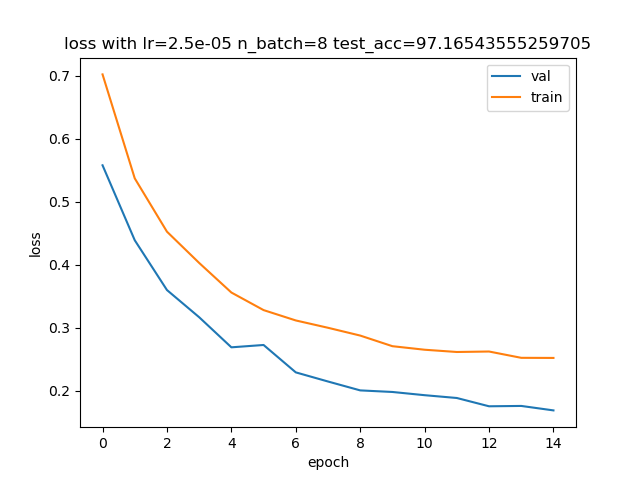 loss with lr=2.5e-05 n_batch=8 test_acc=97.16543555259705
val
train
0.7
0.6
0.5
0.4
0.3
0.2
loss
0 2 4 6 8 10 12 14
epoch